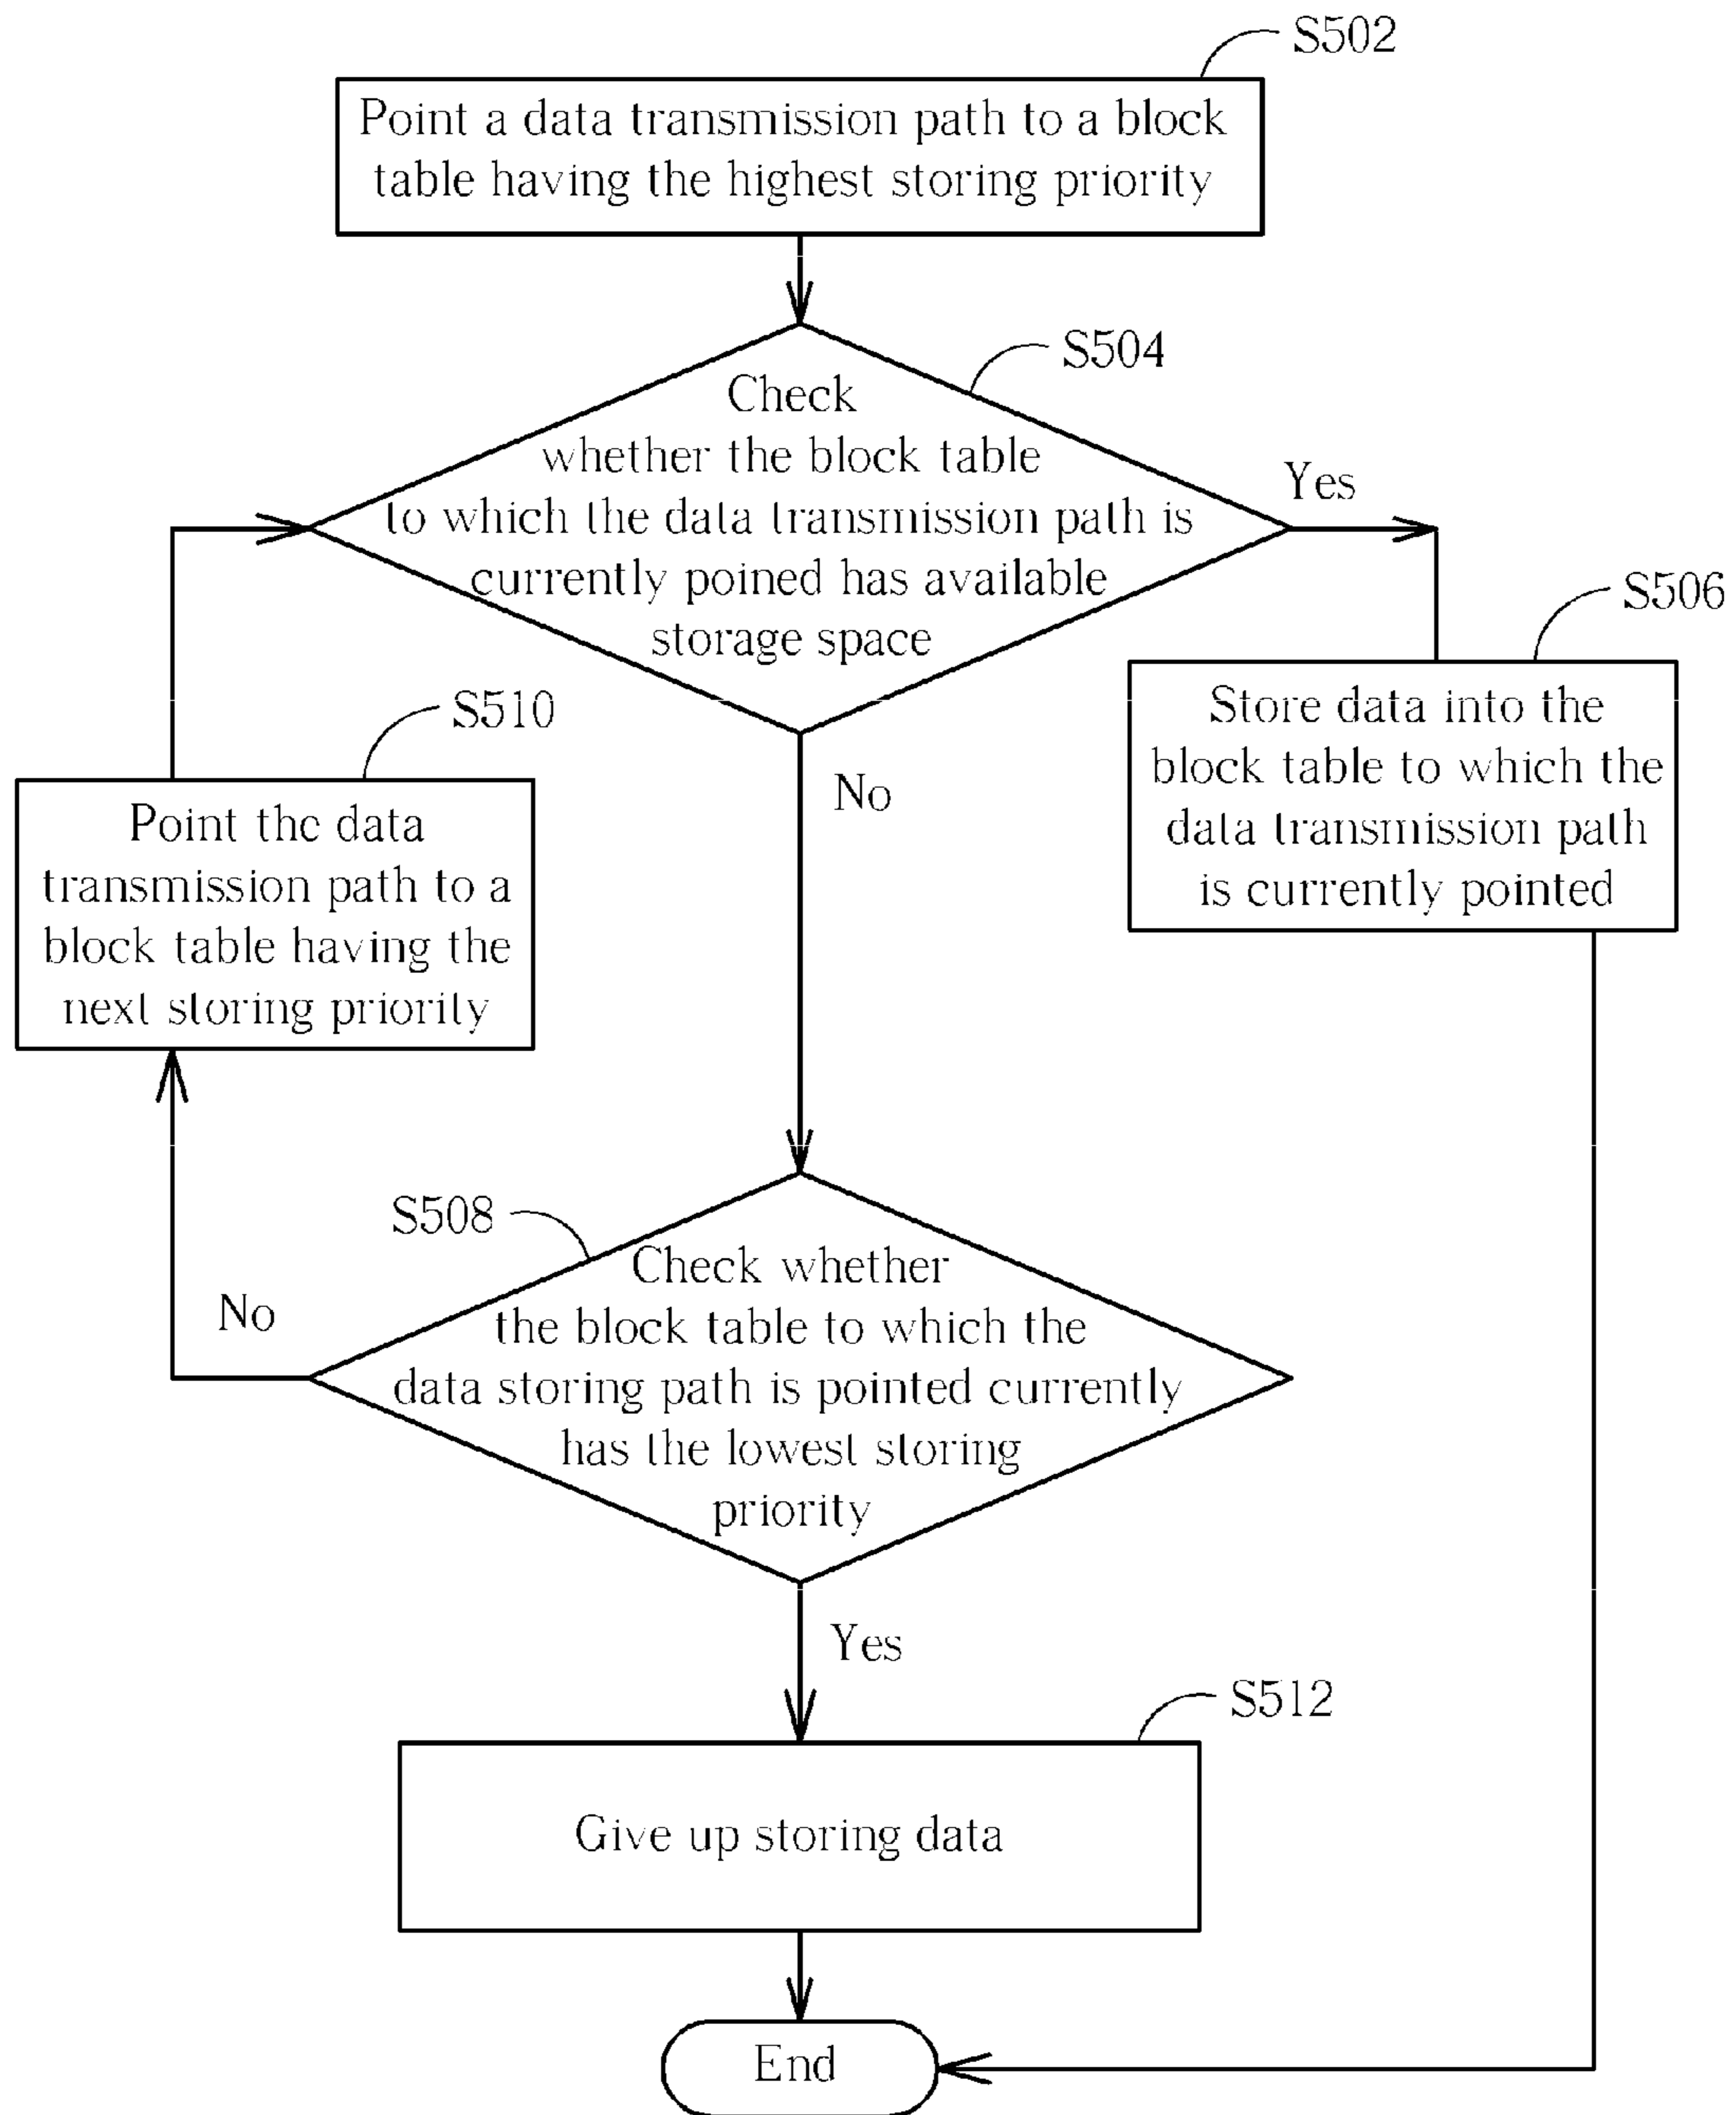 S502
Point a data transmission path to a block
table having the highest storing priority
S504
Check
whether the block table
to which the data transmission path is
currently poined has available
storage space
Yes
S506
Store data into the
block table to which the
data transmission path
is currently pointed
No
S510
Point the data
transmission path to a
block table having the
next storing priority
S508
Check whether
the block table to which the
data storing path is pointed currently
has the lowest storing
priority
No
Yes
S512
Give up storing data
End